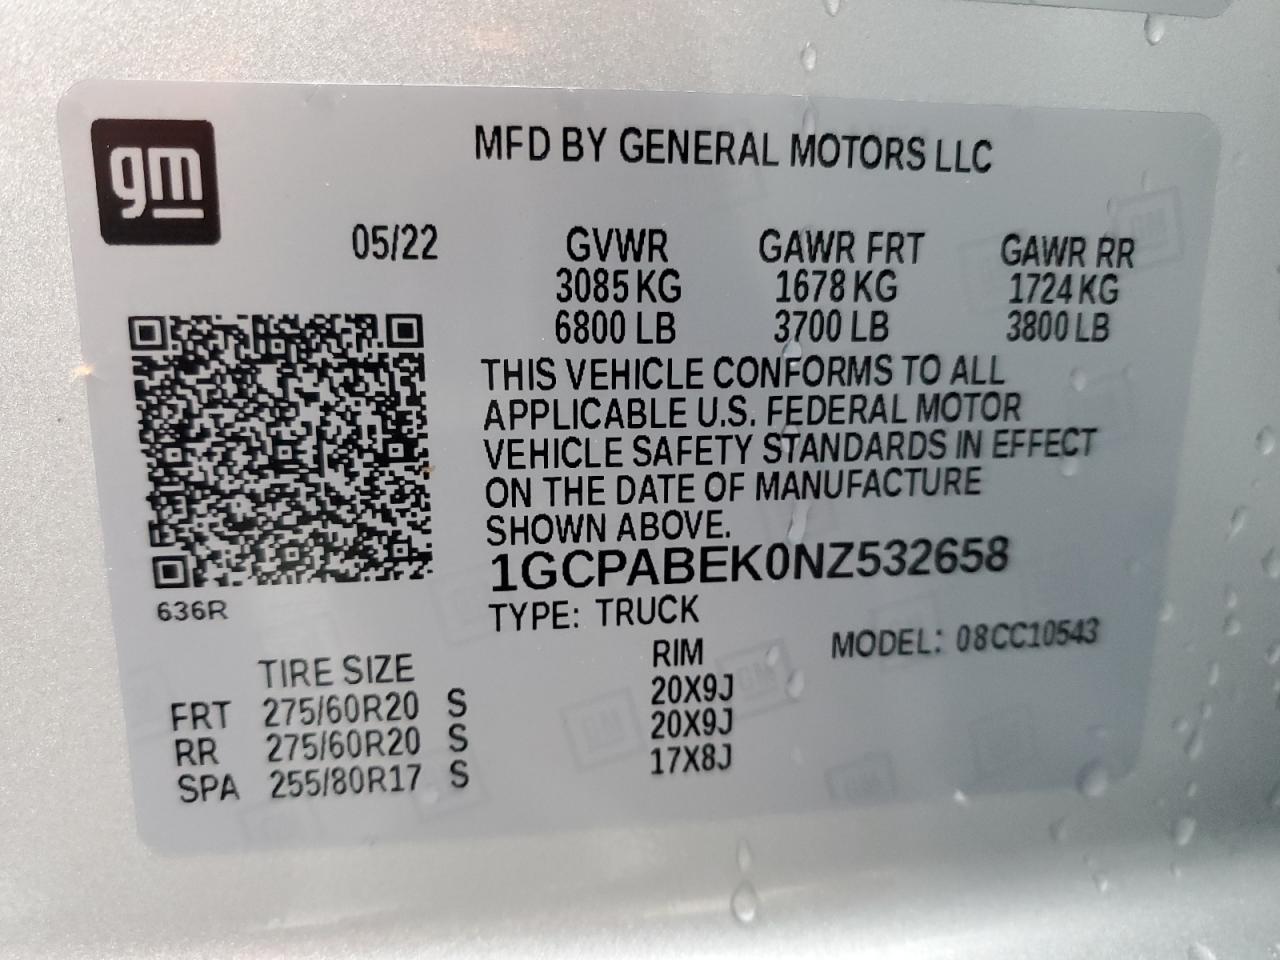 gm
MFD BY GENERAL MOTORS LLC
05/22 GVWR GAWR FRT GAWR RR
3085 KG 1678 KG 1724 KG
6800 LB 3700 LB 3800 LB
THIS VEHICLE CONFORMS TO ALL
APPLICABLE U.S. FEDERAL MOTOR
VEHICLE SAFETY STANDARDS IN EFFECT
ON THE DATE OF MANUFACTURE
SHOWN ABOVE.
1GCPABEK0NZ532658
636R
TYPE: TRUCK
MODEL: 08CC10543
TIRE SIZE RIM
FRT 275/60R20 S 20X9J
RR 275/60R20 S 20X9J
SPA 255/80R17 S 17X8J